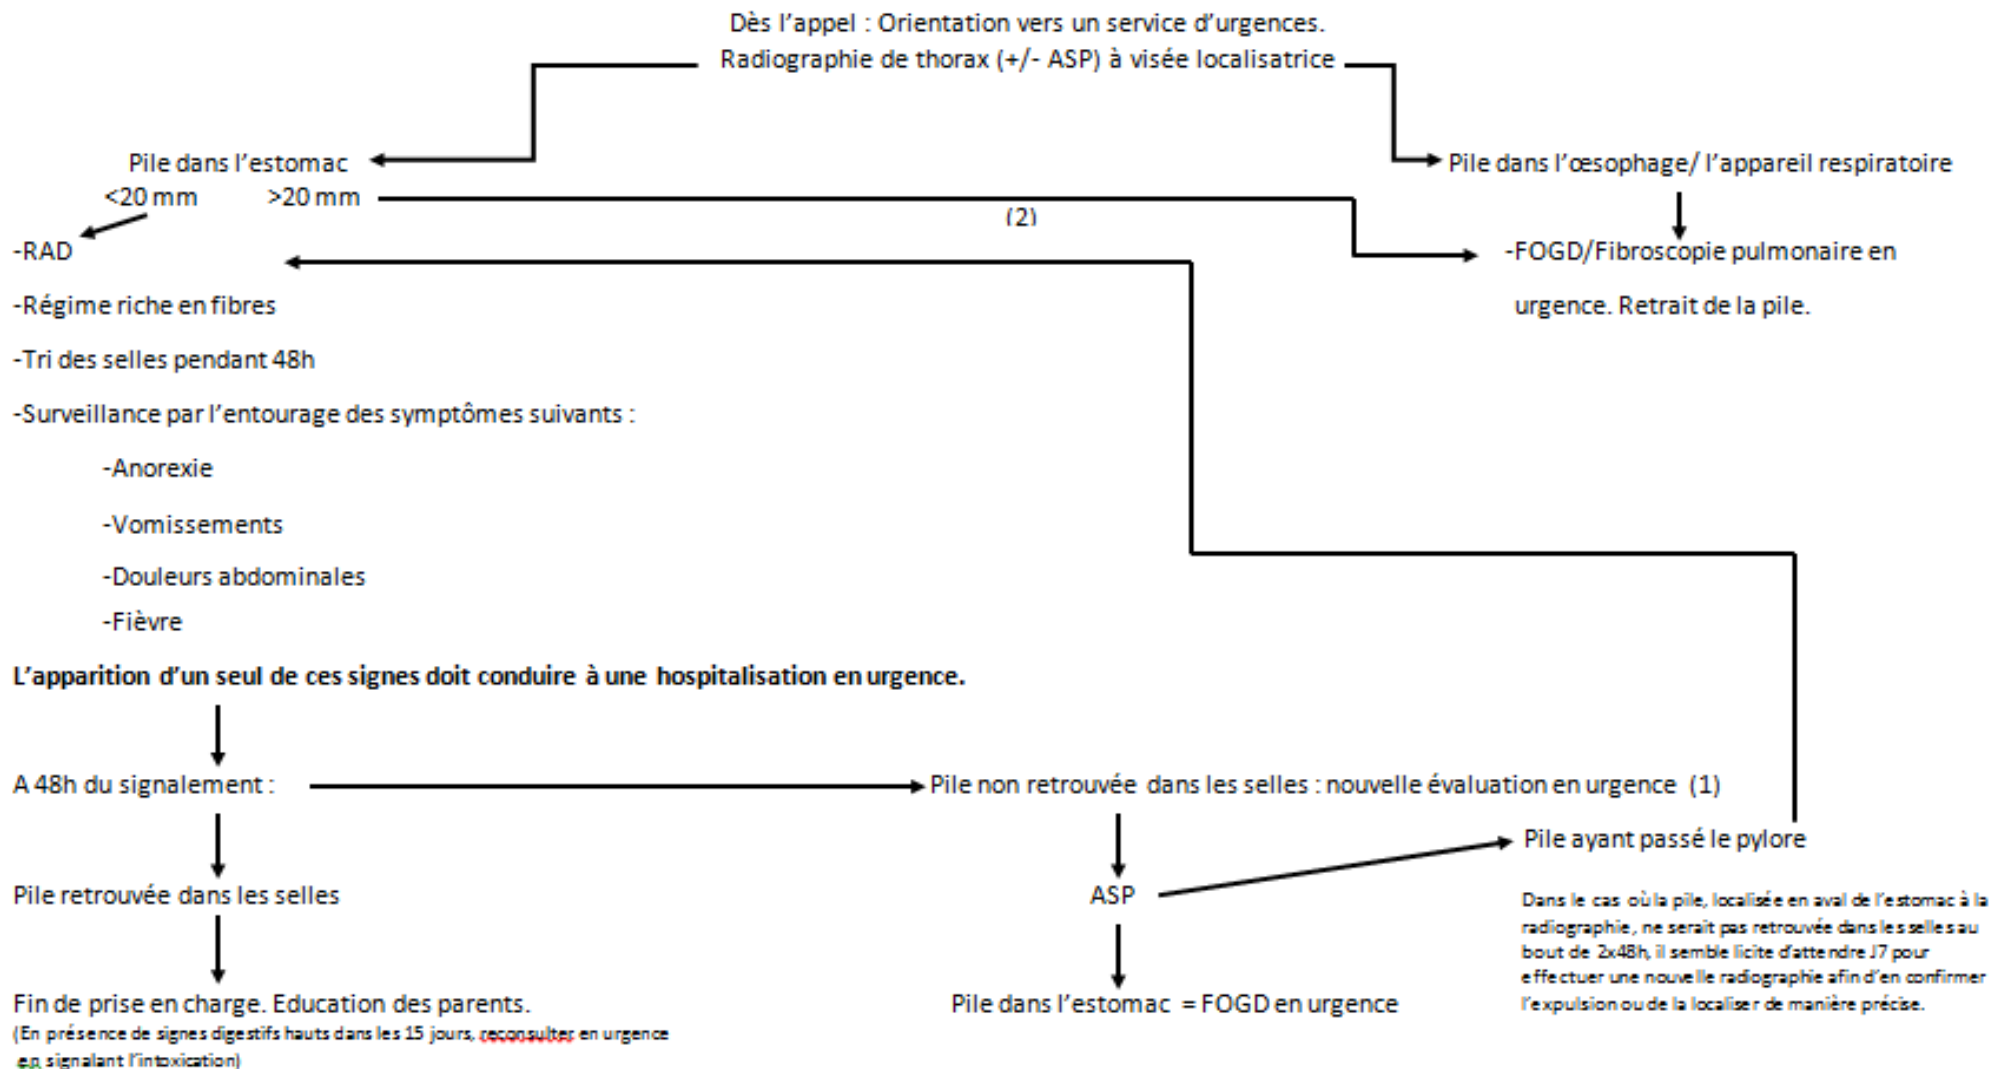 Dès l'appel : Orientation vers un service d'urgences.
Radiographie de thorax (+/- ASP) à visée localisatrice
Pile dans l'estomac
<20 mm >20 mm
Pile dans l'œsophage/ l'appareil respiratoire
(2)
-RAD
-FOGD/Fibroscopie pulmonaire en
urgence. Retrait de la pile.
-Régime riche en fibres
-Tri des selles pendant 48h
-Surveillance par l'entourage des symptômes suivants :
-Anorexie
-Vomissements
-Douleurs abdominales
-Fièvre
L'apparition d'un seul de ces signes doit conduire à une hospitalisation en urgence.
A 48h du signalement :
Pile non retrouvée dans les selles : nouvelle évaluation en urgence (1)
Pile ayant passé le pylore
Pile retrouvée dans les selles
ASP
Dans le cas où la pile, localisée en aval de l'estomac à la
radiographie, ne serait pas retrouvée dans les selles au
bout de 2x48h, il semble licite d'attendre J7 pour
effectuer une nouvelle radiographie afin d'en confirmer
l'expulsion ou de la localiser de manière précise.
Fin de prise en charge. Education des parents.
(En présence de signes digestifs hauts dans les 15 jours, reconsulter en urgence
en signalant l'intoxication)
Pile dans l'estomac = FOGD en urgence